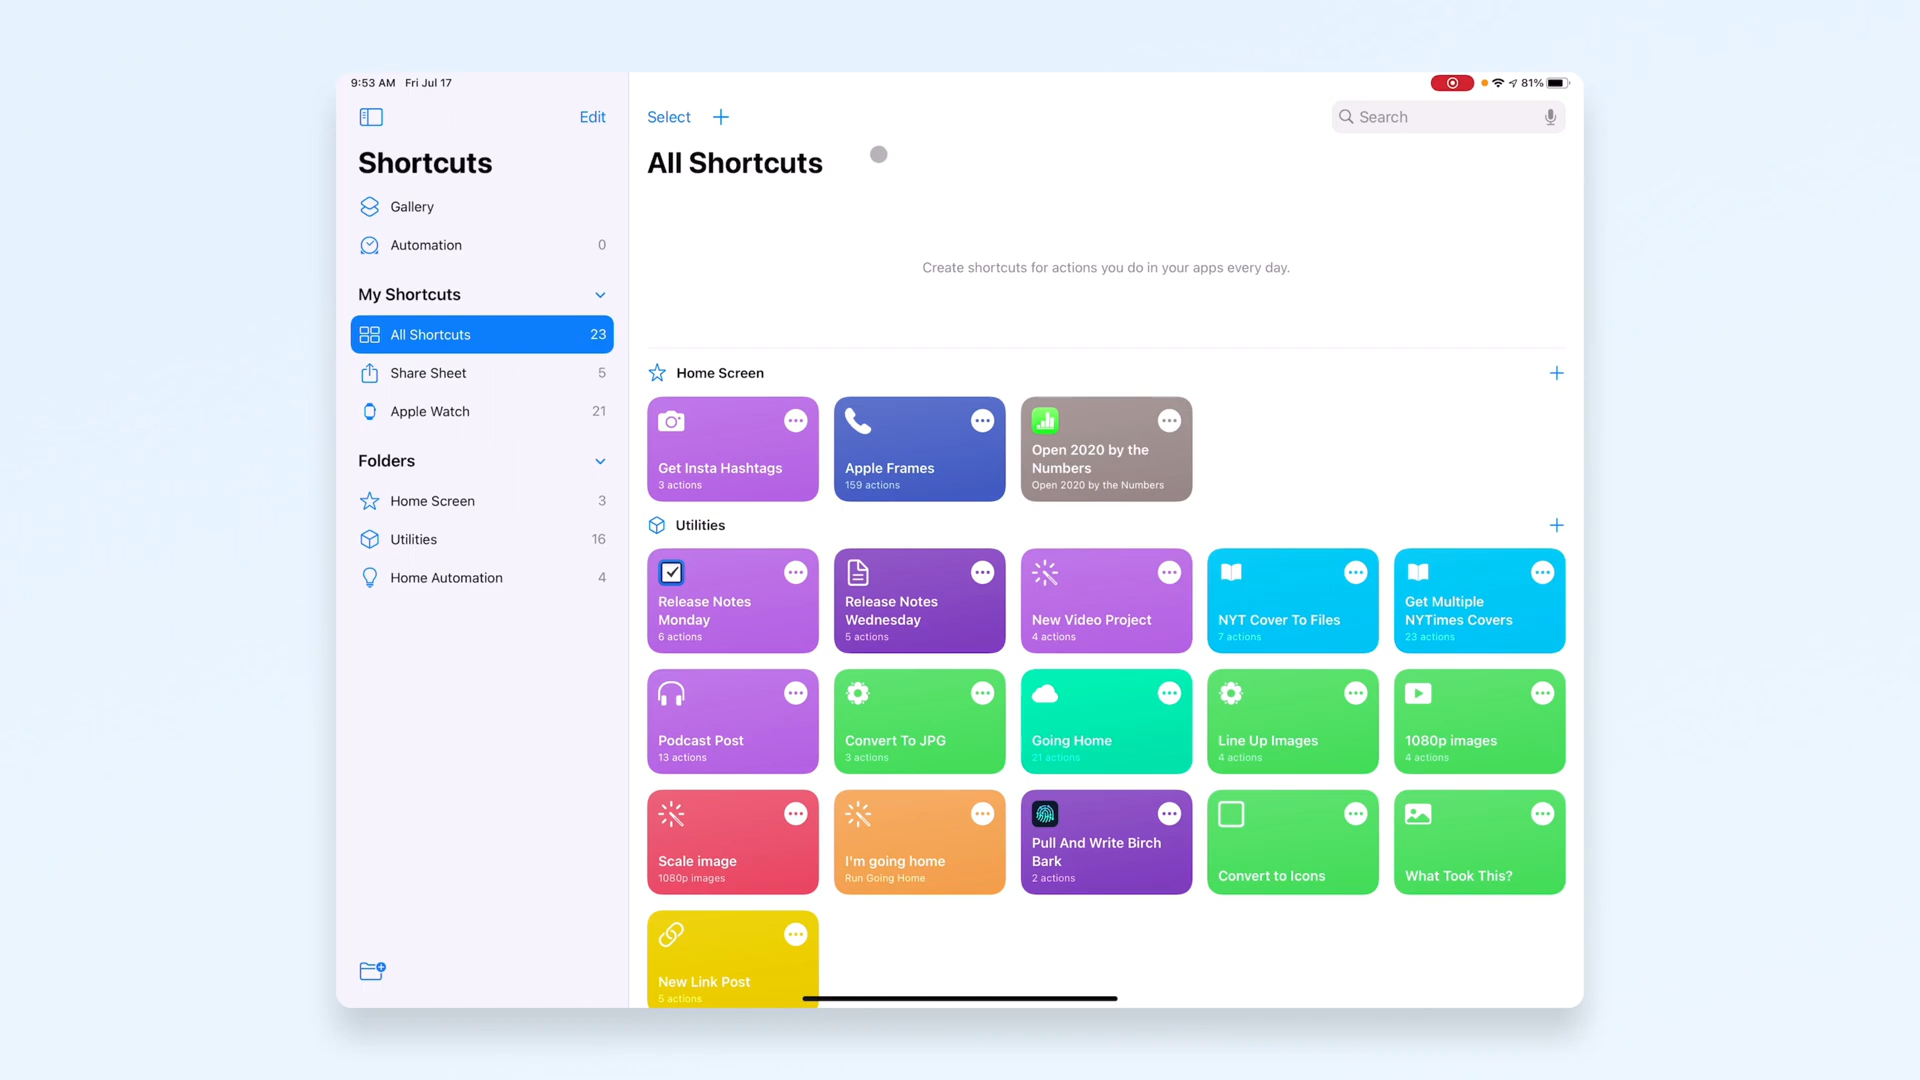 9:53 AM Fri Jul 17
81%
Edit
Shortcuts
Gallery
Automation 0
My Shortcuts
All Shortcuts 23
Share Sheet 5
Apple Watch 21
Folders
Home Screen 3
Utilities 16
Home Automation 4
Select
Search
All Shortcuts
Create shortcuts for actions you do in your apps every day.
Home Screen
Get Insta Hashtags
3 actions
Apple Frames
159 actions
Open 2020 by the
Numbers
Open 2020 by the Numbers
Utilities
Release Notes
Monday
6 actions
Release Notes
Wednesday
5 actions
New Video Project
4 actions
NYT Cover To Files
7 actions
Get Multiple
NYTimes Covers
23 actions
Podcast Post
13 actions
Convert To JPG
3 actions
Going Home
21 actions
Line Up Images
4 actions
1080p images
4 actions
Scale image
1080p images
I'm going home
Run Going Home
Pull And Write Birch
Bark
2 actions
Convert to Icons
What Took This?
New Link Post
5 actions